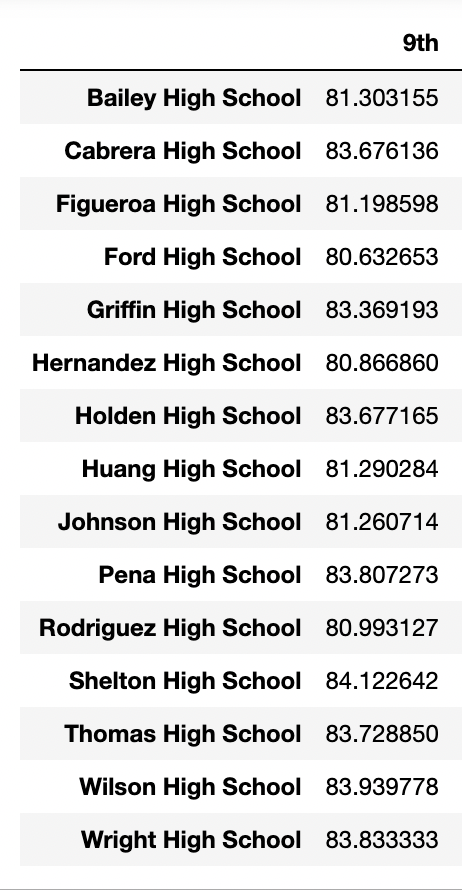 9th
Bailey High School 81.303155
Cabrera High School 83.676136
Figueroa High School 81.198598
Ford High School 80.632653
Griffin High School 83.369193
Hernandez High School 80.866860
Holden High School 83.677165
Huang High School 81.290284
Johnson High School 81.260714
Pena High School 83.807273
Rodriguez High School 80.993127
Shelton High School 84.122642
Thomas High School 83.728850
Wilson High School 83.939778
Wright High School 83.833333